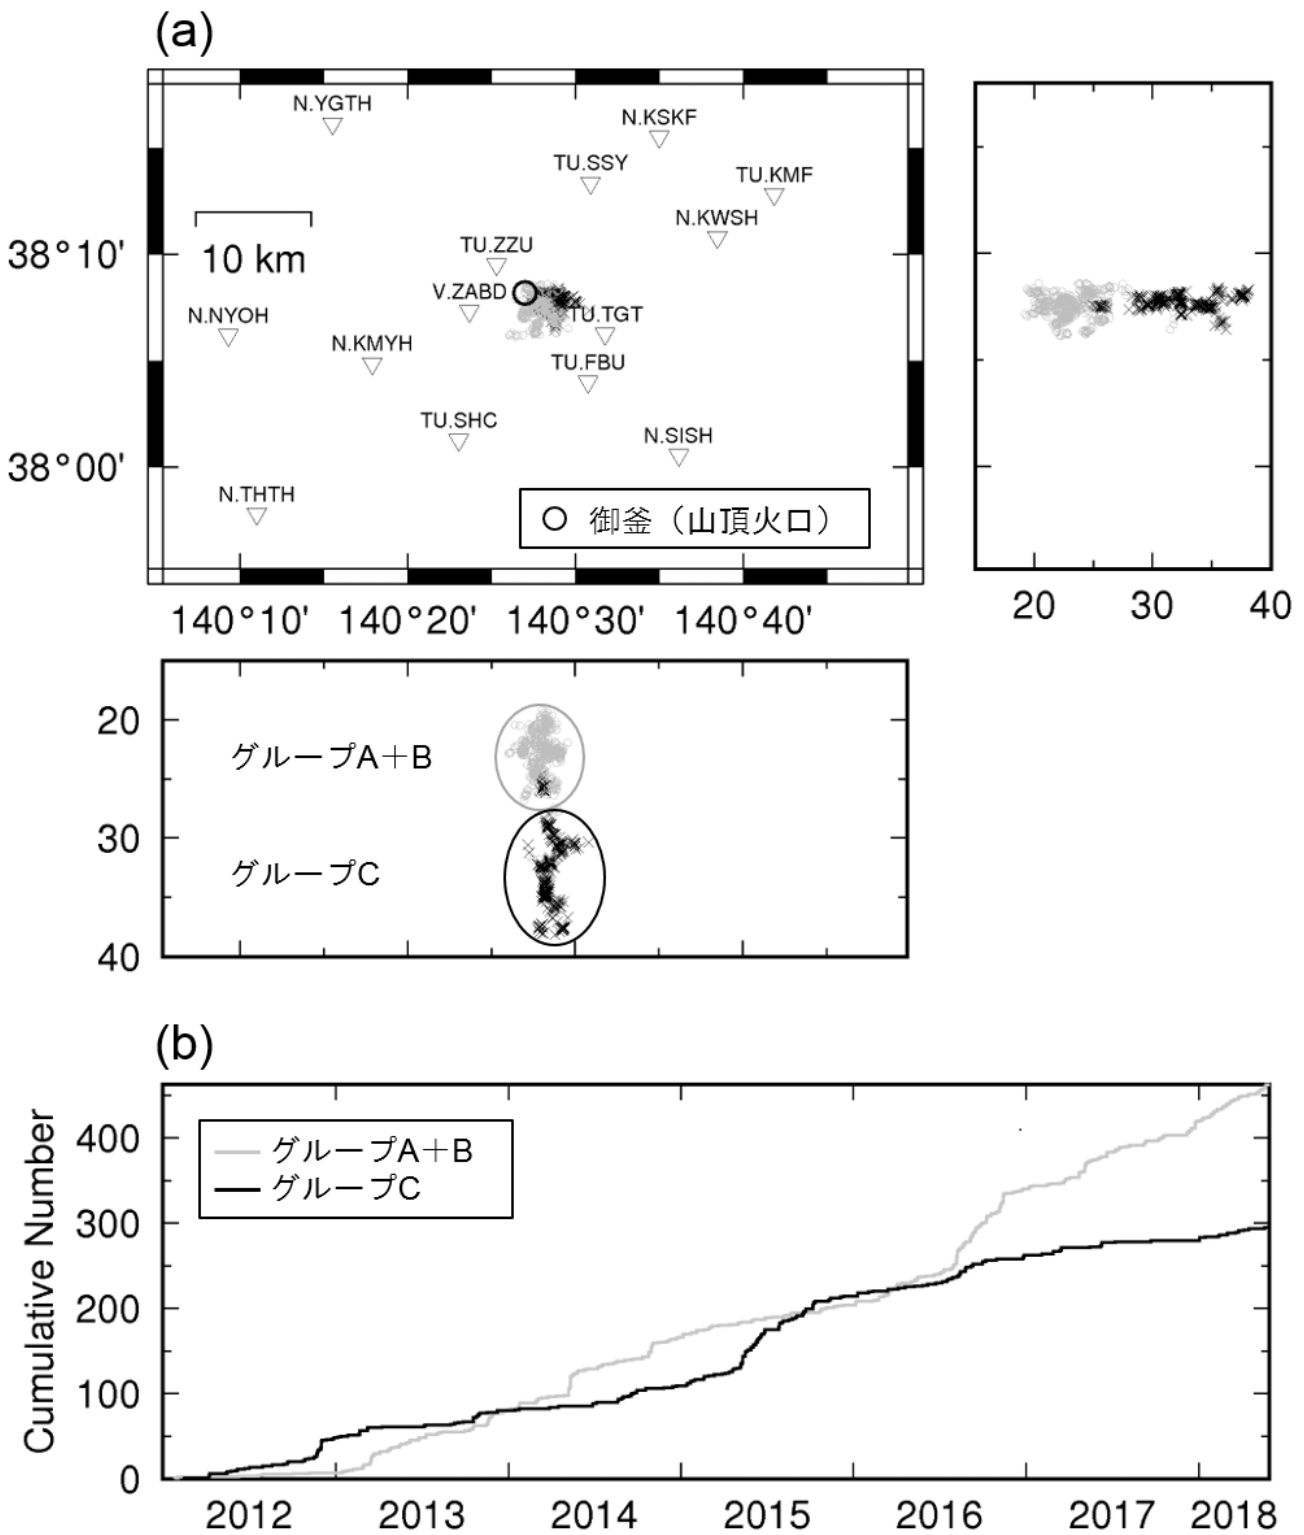 (a)
N.YGTH
N.KSKF
TU.SSY
TU.KMF
N.KWSH
10 km
38°10'
TU.ZZU
V.ZABD
N.NYOH
TU.TGT
N.KMYH
TU.FBU
TU.SHC
N.SISH
38°00'
N.THTH
御釜（山頂火口）
140°10' 140°20' 140°30' 140°40'
20 30 40
20
グループA＋B
30
グループC
40
(b)
Cumulative Number
400
300
200
100
0
グループA＋B
グループC
2012 2013 2014 2015 2016 2017 2018